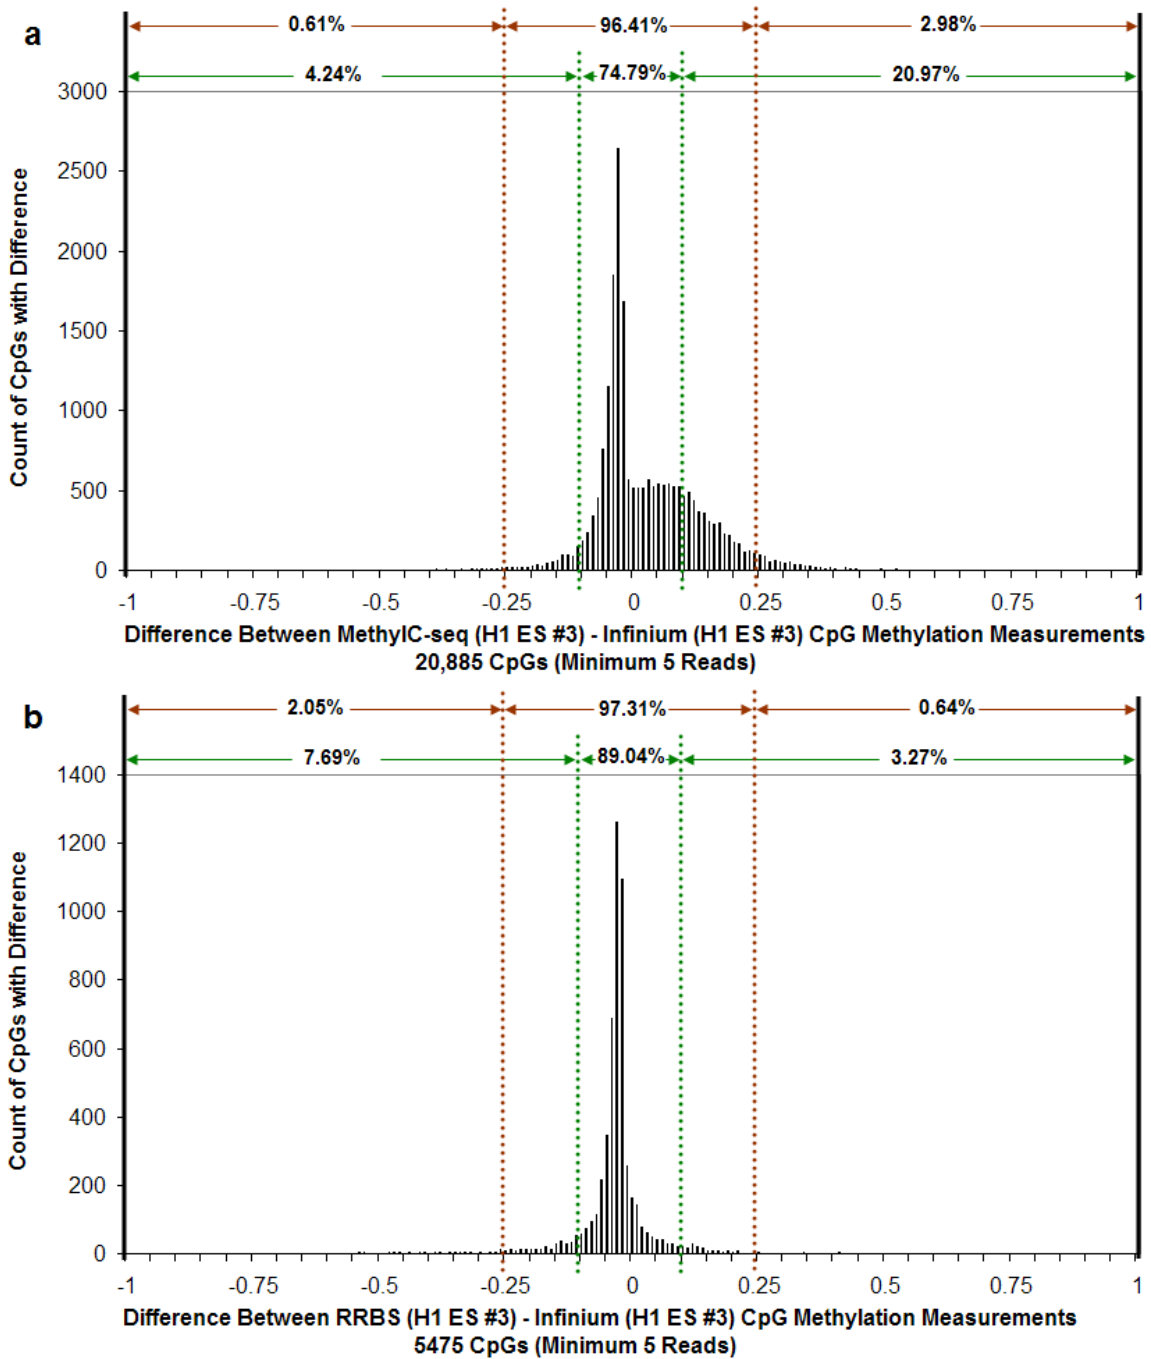 a
0.61% 96.41% 2.98%
4.24% 74.79% 20.97%
3000
2500
2000
1500
1000
500
0
Count of CpGs with Difference
-1 -0.75 -0.5 -0.25 0 0.25 0.5 0.75 1
Difference Between MethylC-seq (H1 ES #3) - Infinium (H1 ES #3) CpG Methylation Measurements
20,885 CpGs (Minimum 5 Reads)
b
2.05% 97.31% 0.64%
7.69% 89.04% 3.27%
1400
1200
1000
800
600
400
200
0
Count of CpGs with Difference
-1 -0.75 -0.5 -0.25 0 0.25 0.5 0.75 1
Difference Between RRBS (H1 ES #3) - Infinium (H1 ES #3) CpG Methylation Measurements
5475 CpGs (Minimum 5 Reads)